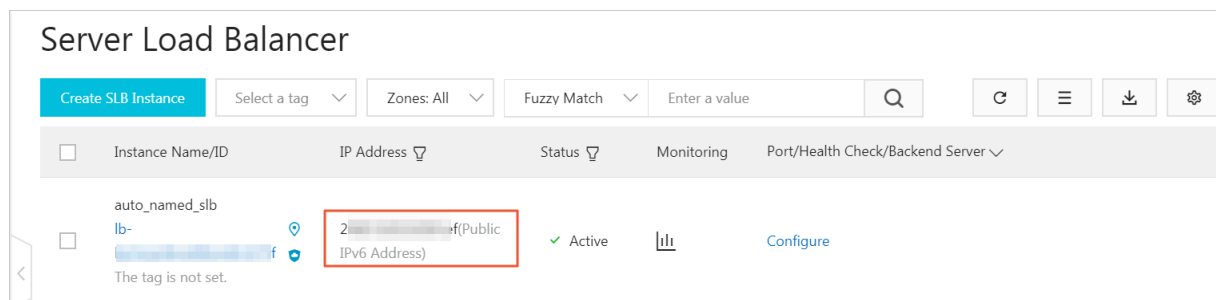 Server Load Balancer
Create SLB Instance Select a tag Zones: All Fuzzy Match Enter a value
Instance Name/ID IP Address Status Monitoring Port/Health Check/Backend Server
auto_named_slb
lb-
2 ef(Public
f
IPv6 Address)
Active
Configure
The tag is not set.